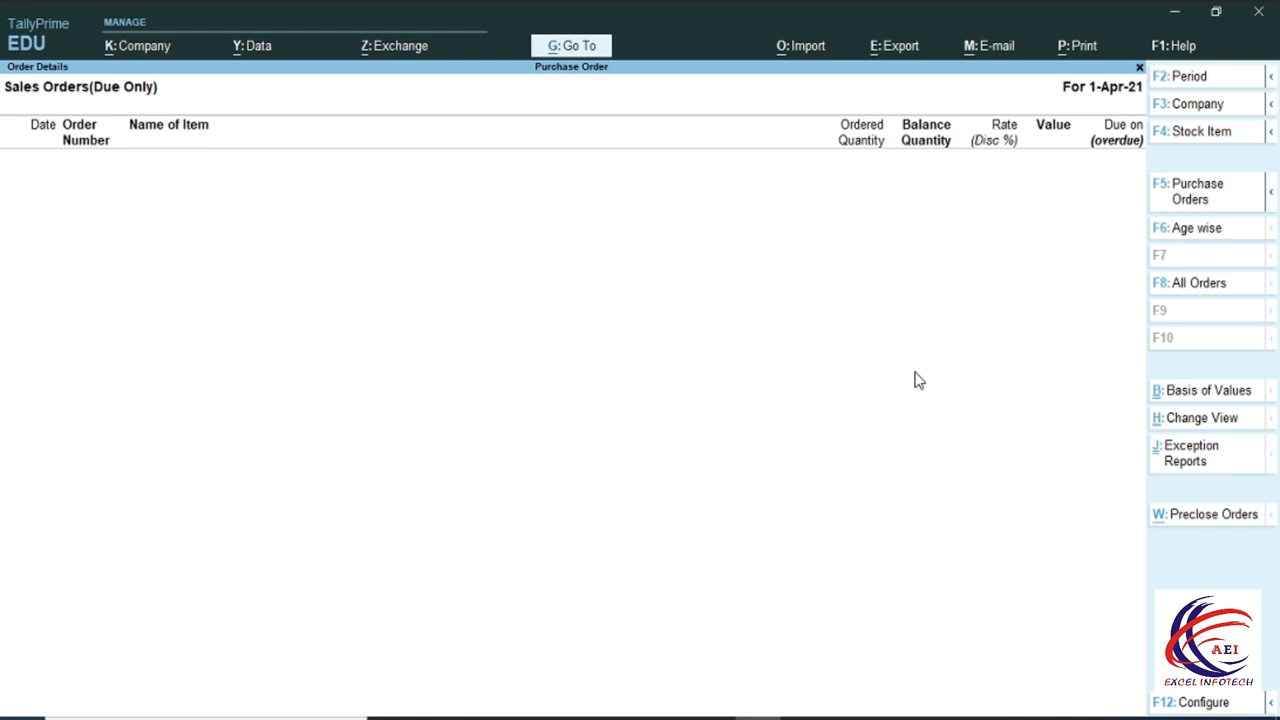 TallyPrime
EDU
MANAGE
K: Company
Y: Data
Z: Exchange
G: Go To
O: Import
E: Export
M: E-mail
P: Print
F1: Help
Order Details
Purchase Order
x
Sales Orders(Due Only)
For 1-Apr-21
Date Order Number
Name of Item
Ordered Quantity
Balance Quantity
Rate (Disc %)
Value
Due on (overdue)
F2: Period
F3: Company
F4: Stock Item
F5: Purchase
Orders
F6: Age wise
F7
F8: All Orders
F9
F10
B: Basis of Values
H: Change View
J: Exception
Reports
W: Preclose Orders
AEI
EXCEL INFOTECH
F12: Configure